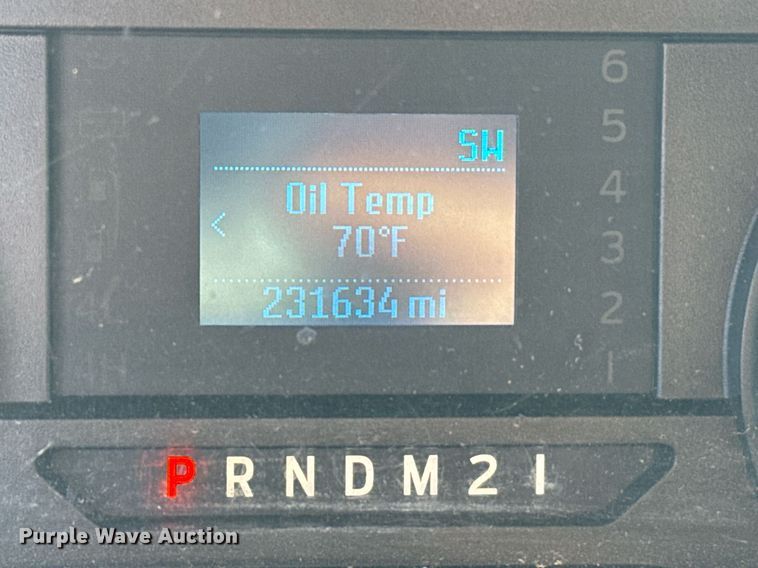 SW
Oil Temp
<
70°F
231634 mi
6
5
4
3
2
1
P R N D M 2 1
Purple Wave Auction